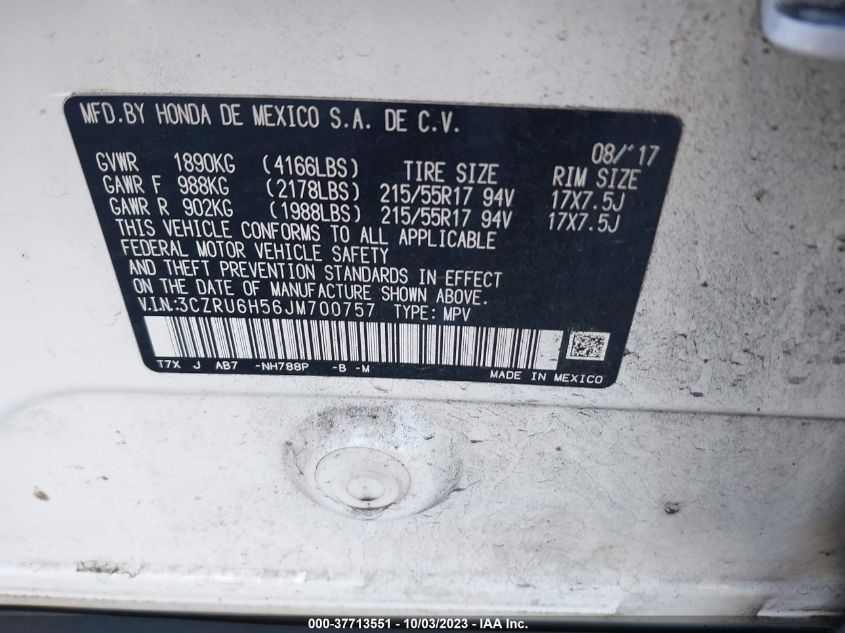 MFD.BY HONDA DE MEXICO S.A. DE C.V.
08/'17
GVWR 1890KG (4166LBS) TIRE SIZE RIM SIZE
GAWR F 988KG (2178LBS) 215/55R17 94V 17X7.5J
GAWR R 902KG (1988LBS) 215/55R17 94V 17X7.5J
THIS VEHICLE CONFORMS TO ALL APPLICABLE
FEDERAL MOTOR VEHICLE SAFETY
AND THEFT PREVENTION STANDARDS IN EFFECT
ON THE DATE OF MANUFACTURE SHOWN ABOVE.
V.I.N:3CZRU6H56JM700757 TYPE: MPV
T7X J AB7 -NH788P -B -M
MADE IN MEXICO
000-37713551 | 10/03/2023 - IAA Inc.